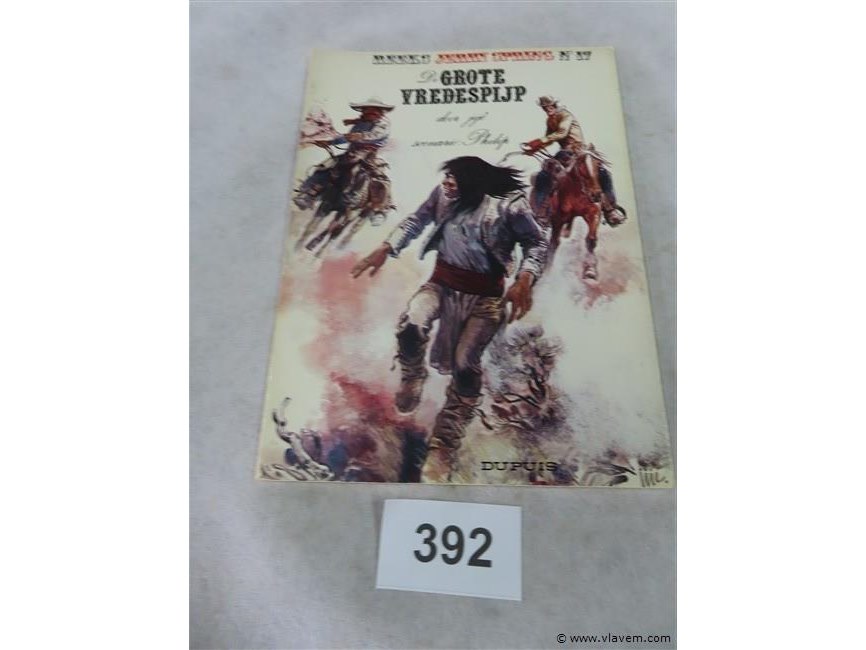 REEKS JERRY SPRING N 17
De GROTE
VREDESPIJP
door jijé
scenario: Philip
DUPUIS
392
© www.vlavem.com